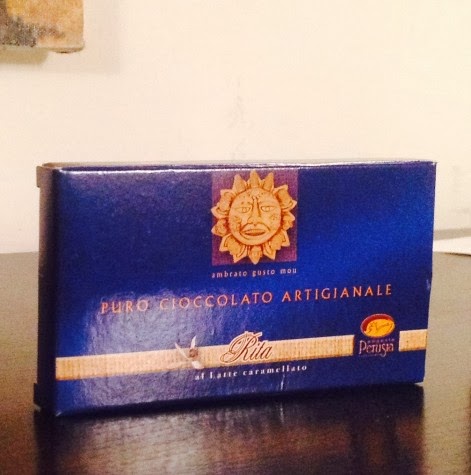 ambrato gusto mou
PURO CIOCCOLATO ARTIGIANALE
Rita
al Latte caramellato
Perugia